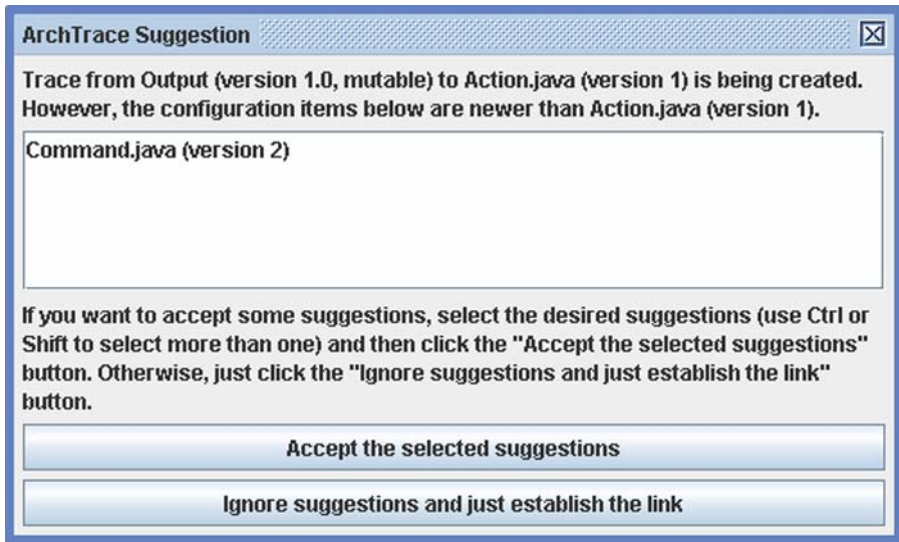 ArchTrace Suggestion
Trace from Output (version 1.0, mutable) to Action.java (version 1) is being created.
However, the configuration items below are newer than Action.java (version 1).
Command.java (version 2)
If you want to accept some suggestions, select the desired suggestions (use Ctrl or
Shift to select more than one) and then click the "Accept the selected suggestions"
button. Otherwise, just click the "Ignore suggestions and just establish the link"
button.
Accept the selected suggestions
Ignore suggestions and just establish the link